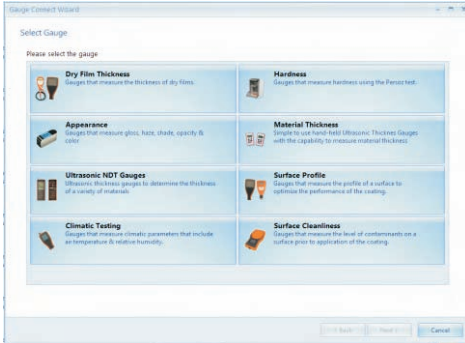 Gauge Connect Wizard
Select Gauge
Please select the gauge
Dry Film Thickness
Gauges that measure the thickness of dry films.
Hardness
Gauges that measure hardness using the Persoz test.
Appearance
Gauges that measure gloss, haze, shade, opacity &
color
Material Thickness
Simple to use hand-held Ultrasonic Thickness Gauges
with the capability to measure material thickness
Ultrasonic NDT Gauges
Ultrasonic thickness gauges to determine the thickness
of a variety of materials
Surface Profile
Gauges that measure the profile of a surface to
optimise the performance of the coating.
Climatic Testing
Gauges that measure climatic parameters that include
air temperature & relative humidity.
Surface Cleanliness
Gauges that measure the level of contaminants on a
surface prior to application of the coating.
< Back
Next >
Cancel